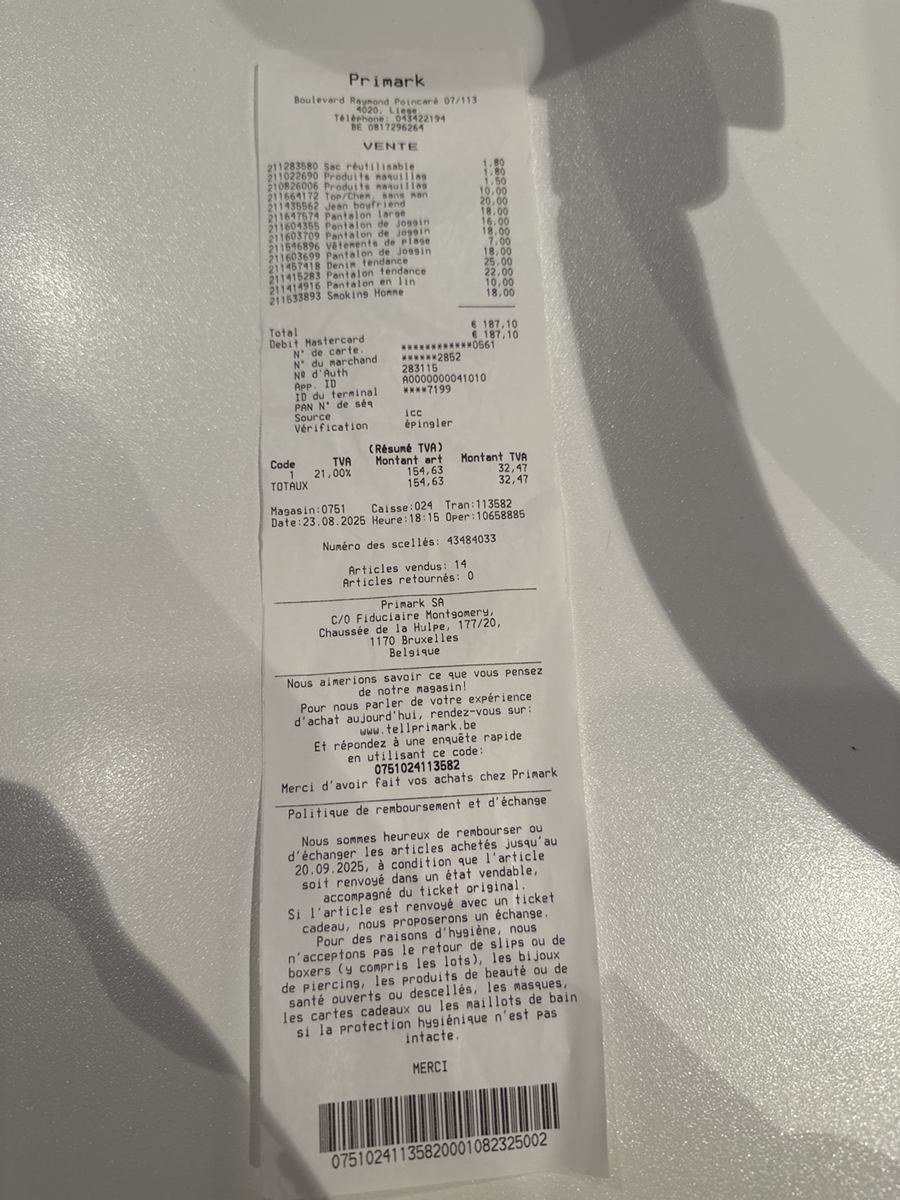 Primark
Boulevard Raymond Poincaré 07/113
4020, Liege
Téléphone: 043422194
BE 0817296264
VENTE
211283580 Sac réutilisable 1,80
211022690 Produits maquillag 1,80
210826006 Produits maquillag 1,50
211664172 Top/Chem. sans man 10,00
211435562 Jean boyfriend 20,00
211647574 Pantalon large 18,00
211604355 Pantalon de joggin 16,00
211603709 Pantalon de joggin 18,00
211546896 Vêtements de plage 7,00
211603699 Pantalon de joggin 18,00
211457418 Denim tendance 25,00
211415283 Pantalon tendance 22,00
211414916 Pantalon en lin 10,00
211533893 Smoking Homme 18,00
Total € 187,10
Debit Mastercard € 187,10
N° de carte. ************0561
N° du marchand ******2852
Nº d'Auth 283115
App. ID A0000000041010
ID du terminal ****7199
PAN N° de séq
Source icc
Vérification épingler
(Résumé TVA)
Code TVA Montant art Montant TVA
1 21,00% 154,63 32,47
TOTAUX 154,63 32,47
Magasin:0751 Caisse:024 Tran:113582
Date:23.08.2025 Heure:18:15 Oper:10658885
Numéro des scellés: 43484033
Articles vendus: 14
Articles retournés: 0
Primark SA
C/O Fiduciaire Montgomery,
Chaussée de la Hulpe, 177/20,
1170 Bruxelles
Belgique
Nous aimerions savoir ce que vous pensez
de notre magasin!
Pour nous parler de votre expérience
d'achat aujourd'hui, rendez-vous sur:
www.tellprimark.be
Et répondez à une enquête rapide
en utilisant ce code:
0751024113582
Merci d'avoir fait vos achats chez Primark
Politique de remboursement et d'échange
Nous sommes heureux de rembourser ou
d'échanger les articles achetés jusqu'au
20.09.2025, à condition que l'article
soit renvoyé dans un état vendable,
accompagné du ticket original.
Si l'article est renvoyé avec un ticket
cadeau, nous proposerons un échange.
Pour des raisons d'hygiène, nous
n'acceptons pas le retour de slips ou de
boxers (y compris les lots), les bijoux
de piercing, les produits de beauté ou de
santé ouverts ou descellés, les masques,
les cartes cadeaux ou les maillots de bain
si la protection hygiénique n'est pas
intacte.
MERCI
07510241135820001082325002